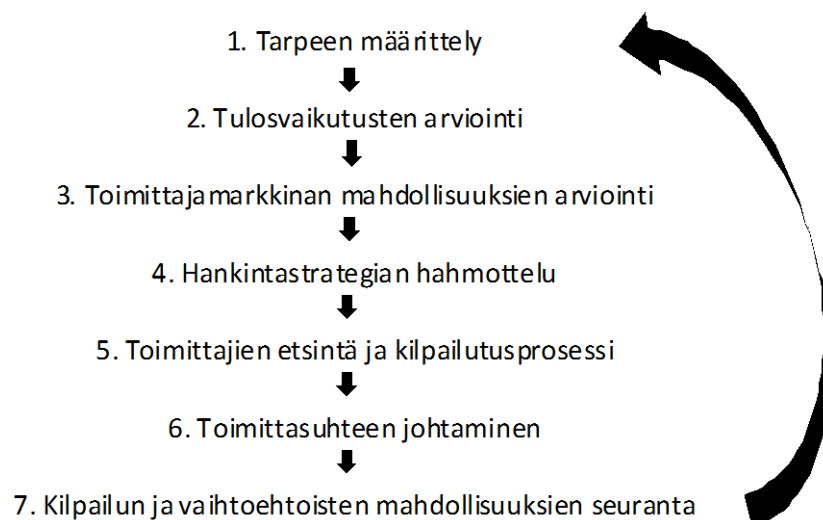 1. Tarpeen määrittely
2. Tulosvaikutusten arviointi
3. Toimittajamarkkinan mahdollisuuksien arviointi
4. Hankintastrategian hahmottelu
5. Toimittajien etsintä ja kilpailutusprosessi
6. Toimittasuhteen johtaminen
7. Kilpailun ja vaihtoehtoisten mahdollisuuksien seuranta